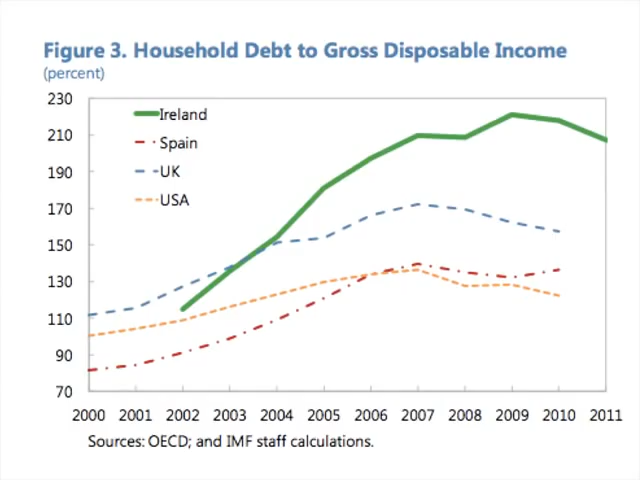 Figure 3. Household Debt to Gross Disposable Income
(percent)
230
210
190
170
150
130
110
90
70
Ireland
Spain
UK
USA
2000 2001 2002 2003 2004 2005 2006 2007 2008 2009 2010 2011
Sources: OECD; and IMF staff calculations.